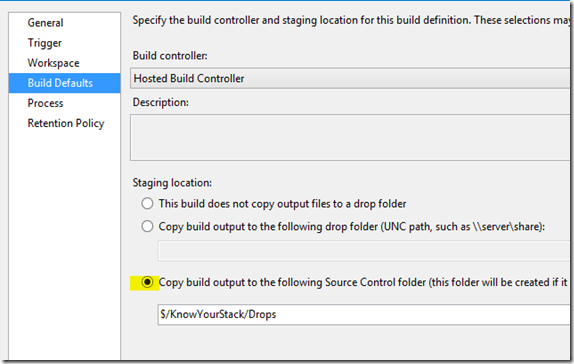 General
Trigger
Workspace
Build Defaults
Process
Retention Policy
Specify the build controller and staging location for this build definition. These selections may
Build controller:
Hosted Build Controller
Description:
Staging location:
This build does not copy output files to a drop folder
Copy build output to the following drop folder (UNC path, such as \\server\share):
Copy build output to the following Source Control folder (this folder will be created if it
$/KnowYourStack/Drops